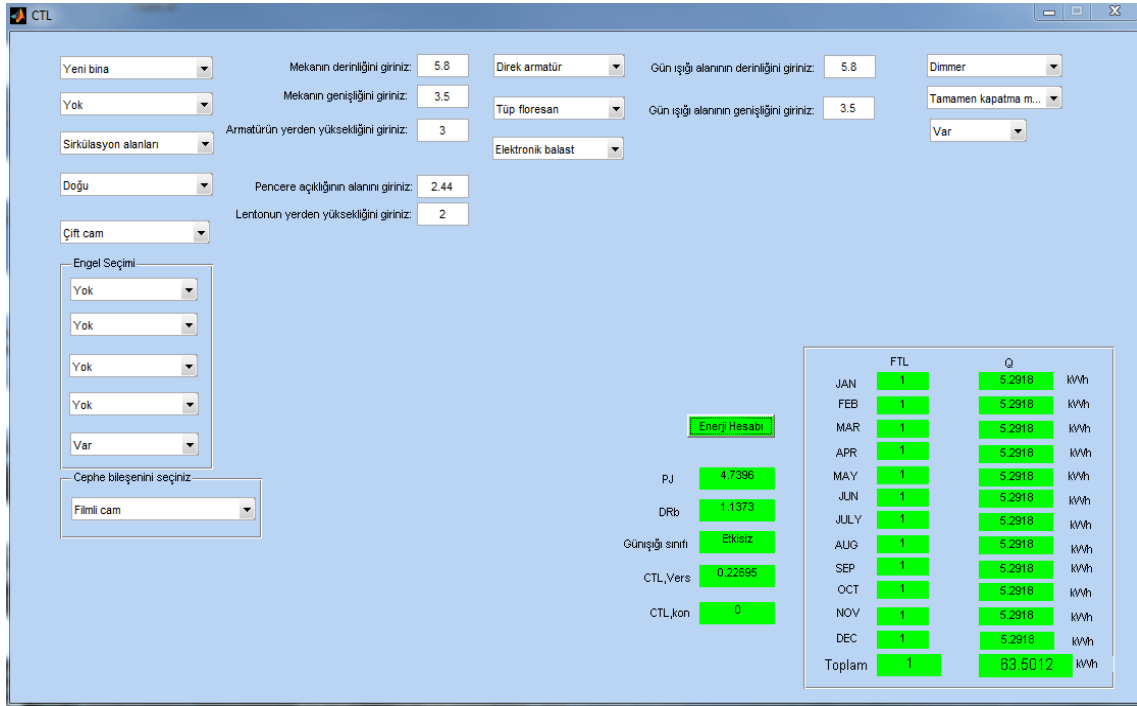 CTL
Yeni bina
Mekanın derinliğini giriniz: 5.8
Direk armatür
Gün ışığı alanının derinliğini giriniz: 5.8
Dimmer
Yok
Mekanın genişliğini giriniz: 3.5
Tüp floresan
Gün ışığı alanının genişliğini giriniz: 3.5
Tamamen kapatma m...
Sirkülasyon alanları
Armatürün yerden yüksekliğini giriniz: 3
Elektronik balast
Var
Doğu
Pencere açıklığının alanını giriniz: 2.44
Lentonun yerden yüksekliğini giriniz: 2
Çift cam
Engel Seçimi
Yok
Yok
Yok
Yok
Var
Cephe bileşenini seçiniz
Filmli cam
Enerji Hesabı
PJ 4.7396
DRb 1.1373
Günışığı sınıfı Etkisiz
CTL,Vers 0.22695
CTL,kon 0
FTL Q
JAN 1 5.2918 kWh
FEB 1 5.2918 kWh
MAR 1 5.2918 kWh
APR 1 5.2918 kWh
MAY 1 5.2918 kWh
JUN 1 5.2918 kWh
JULY 1 5.2918 kWh
AUG 1 5.2918 kWh
SEP 1 5.2918 kWh
OCT 1 5.2918 kWh
NOV 1 5.2918 kWh
DEC 1 5.2918 kWh
Toplam 1 63.5012 kWh